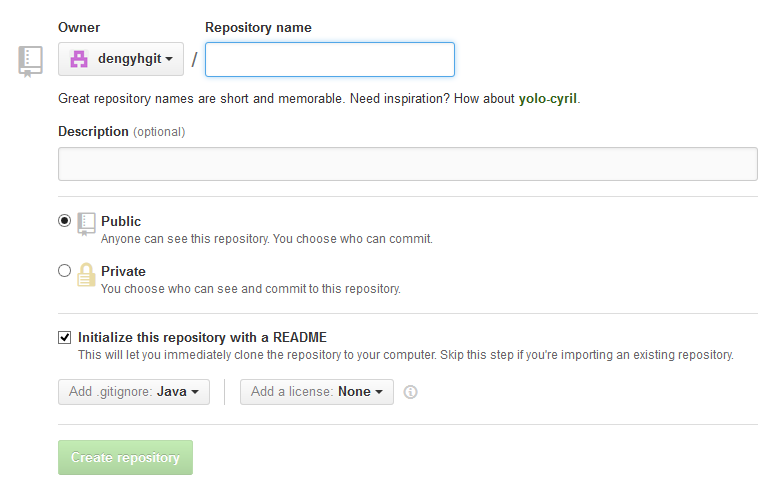 Owner Repository name
dengyhgit /
Great repository names are short and memorable. Need inspiration? How about yolo-cyril.
Description (optional)
Public
Anyone can see this repository. You choose who can commit.
Private
You choose who can see and commit to this repository.
Initialize this repository with a README
This will let you immediately clone the repository to your computer. Skip this step if you're importing an existing repository.
Add .gitignore: Java Add a license: None
Create repository